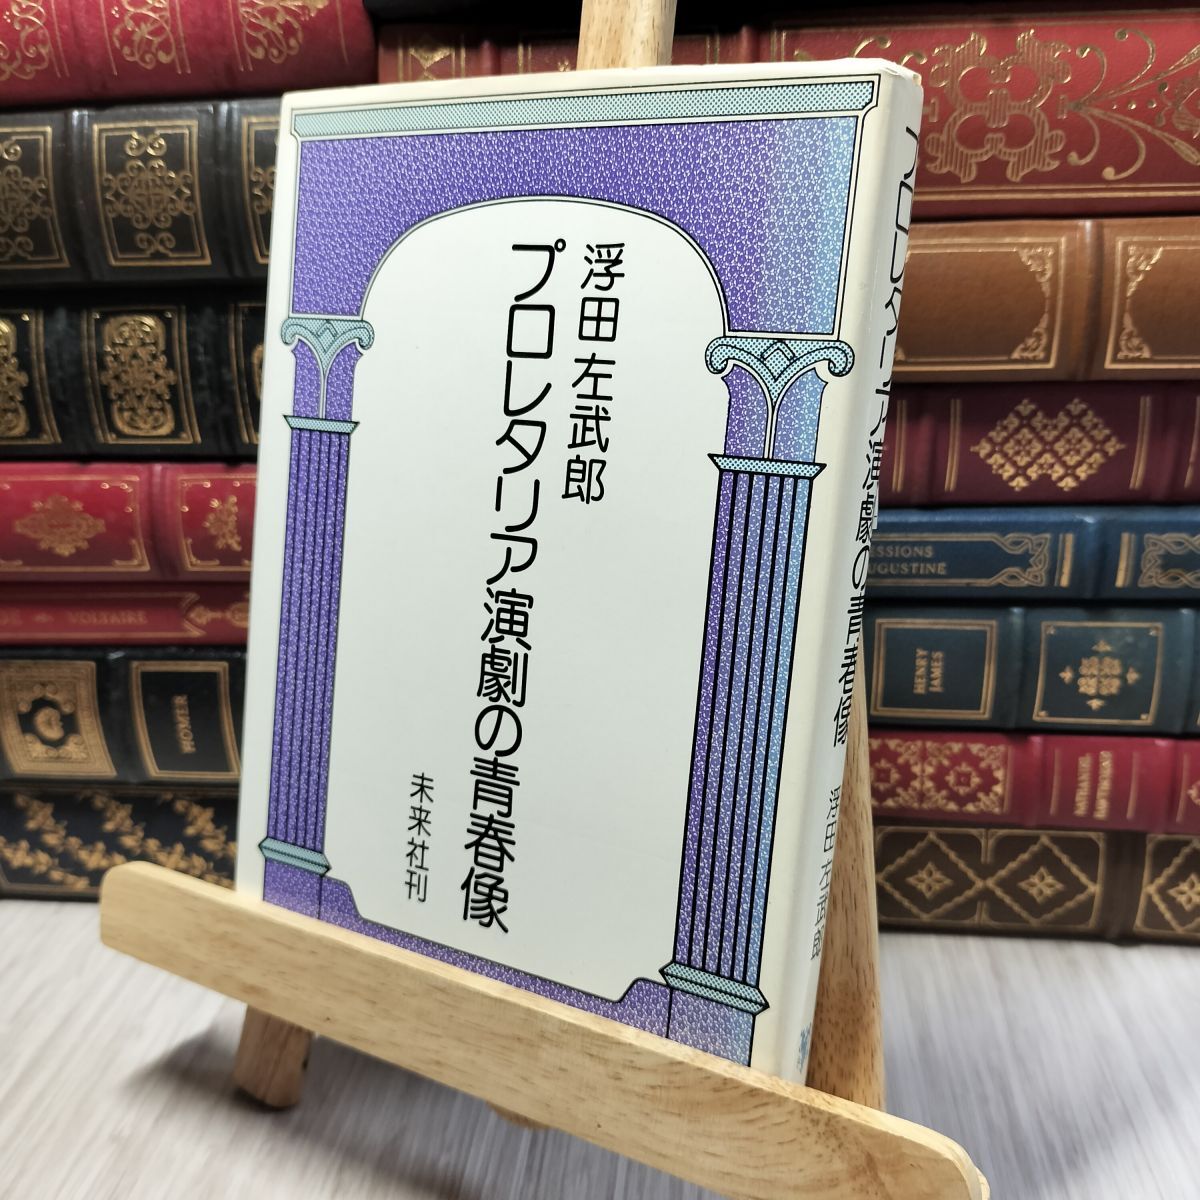 浮田左武郎
プロレタリア演劇の青春像
未来社刊
プロレタリア演劇の青春像
浮田左武郎
VOLTAIRE
HOMER
ESSIONS
UGUSTINE
HENRY
JAMES